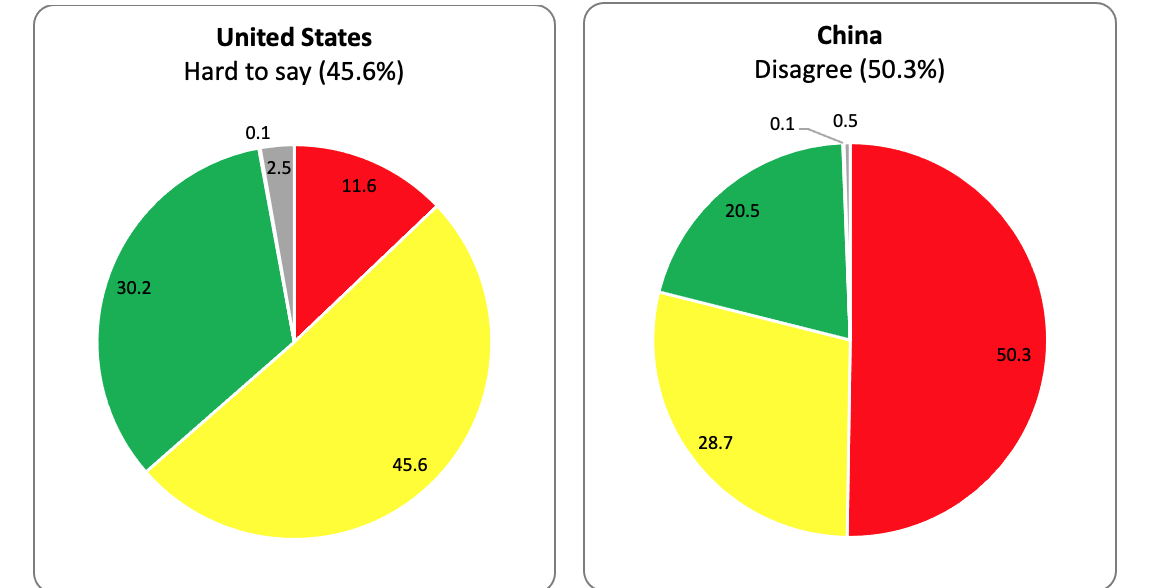 United States
Hard to say (45.6%)
0.1
2.5
11.6
30.2
45.6
China
Disagree (50.3%)
0.1
0.5
20.5
50.3
28.7